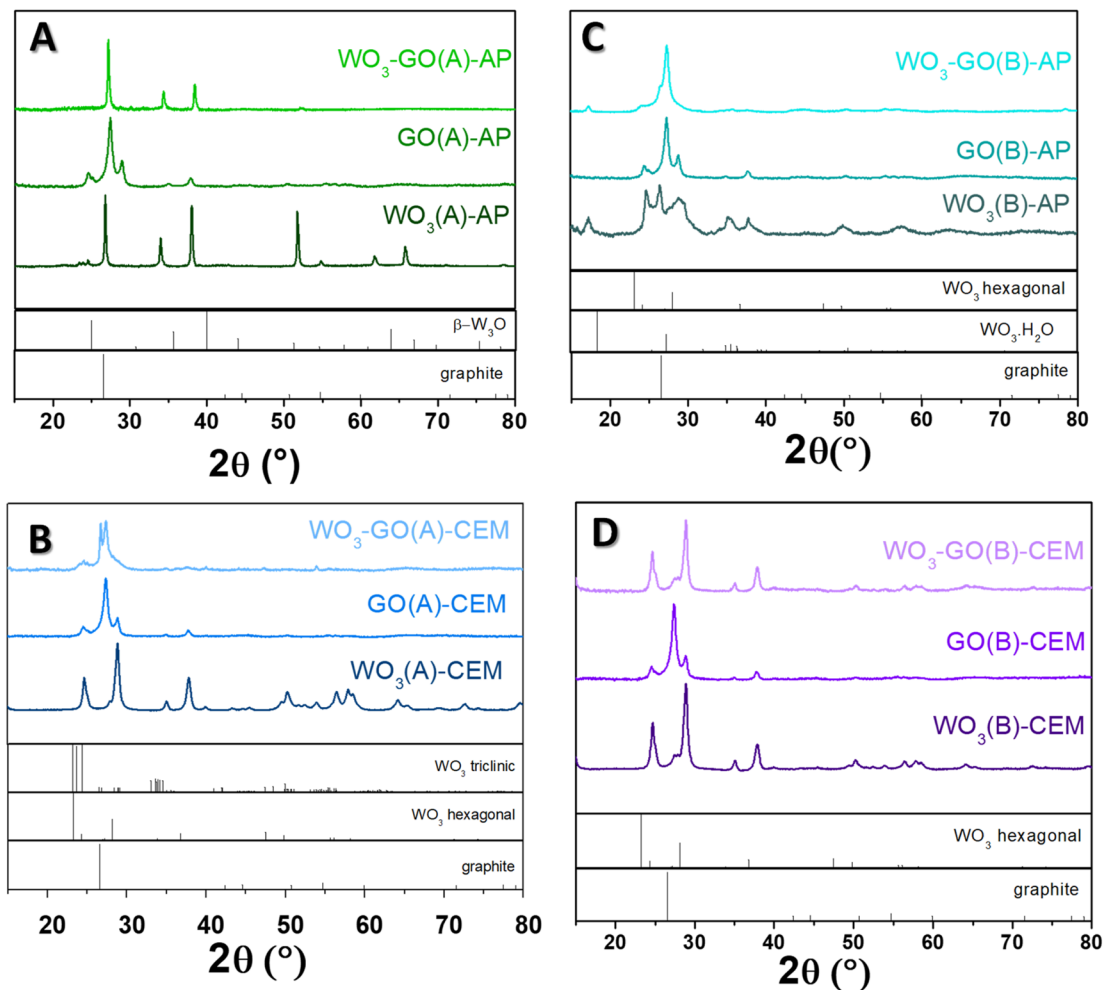 A
WO3-GO(A)-AP
GO(A)-AP
WO3(A)-AP
β-W3O
graphite
20 30 40 50 60 70 80
2θ (°)
C
WO3-GO(B)-AP
GO(B)-AP
WO3(B)-AP
WO3 hexagonal
WO3.H2O
graphite
20 30 40 50 60 70 80
2θ(°)
B
WO3-GO(A)-CEM
GO(A)-CEM
WO3(A)-CEM
WO3 triclinic
WO3 hexagonal
graphite
20 30 40 50 60 70 80
2θ (°)
D
WO3-GO(B)-CEM
GO(B)-CEM
WO3(B)-CEM
WO3 hexagonal
graphite
20 30 40 50 60 70 80
2θ (°)